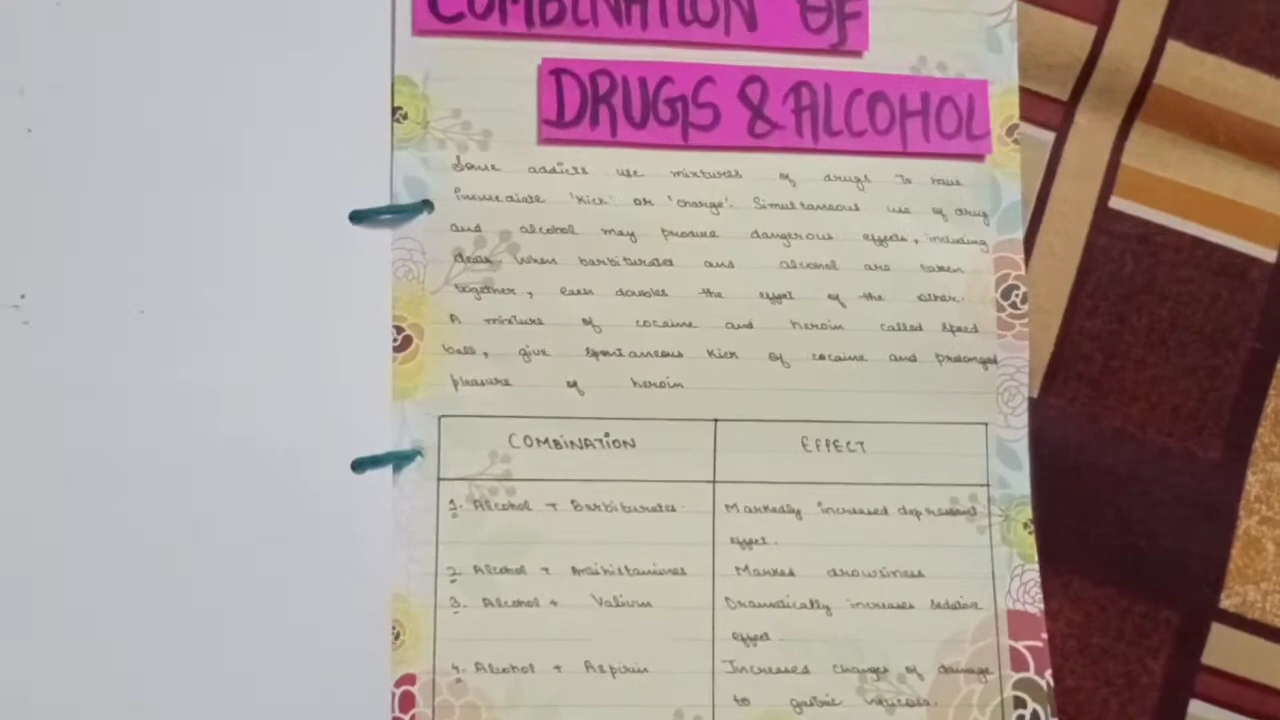 COMBINATION OF
DRUGS & ALCOHOL
Some addicts use mixtures of drugs to have
immediate 'kick' or 'charge'. Simultaneous use of drug
and alcohol may produce dangerous effects, including
death. When barbiturates and alcohol are taken
together, each doubles the effect of the other.
A mixture of cocaine and heroin called speed
ball, give spontaneous kick of cocaine and prolonged
pleasure of heroin
COMBINATION EFFECT
1. Alcohol + Barbiturates. Markedly increased depressant
effect.
2 Alcohol + Antihistamines Marked drowsiness
3. Alcohol + Valium Dramatically increases sedative
effect.
4. Alcohol + Aspirin Increased changes of damage
to gastric mucosa.